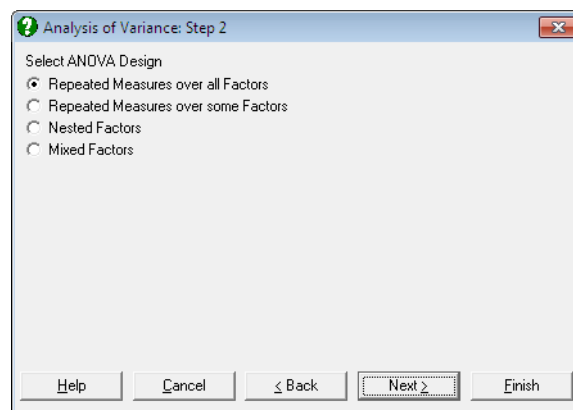 Analysis of Variance: Step 2
Select ANOVA Design
Repeated Measures over all Factors
Repeated Measures over some Factors
Nested Factors
Mixed Factors
Help Cancel < Back Next > Finish